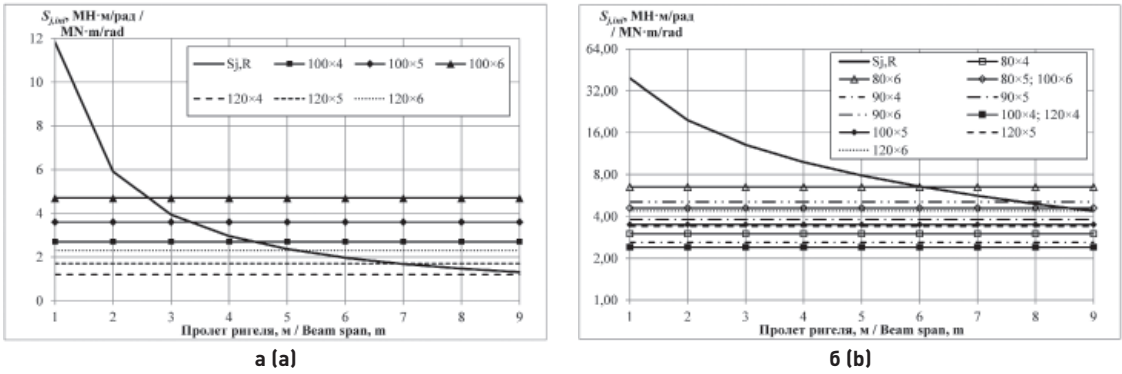 S_j,ini, МН·м/рад /
MN·m/rad
12
10
8
6
4
2
0
Sj,R
100×4
100×5
100×6
120×4
120×5
120×6
1 2 3 4 5 6 7 8 9
Пролет ригеля, м / Beam span, m
а (a)
S_j,ini, МН·м/рад
/ MN·m/rad
64,00
32,00
16,00
8,00
4,00
2,00
1,00
Sj,R
80×4
80×6
80×5; 100×6
90×4
90×5
90×6
100×4; 120×4
100×5
120×5
120×6
1 2 3 4 5 6 7 8 9
Пролет ригеля, м / Beam span, m
б (b)